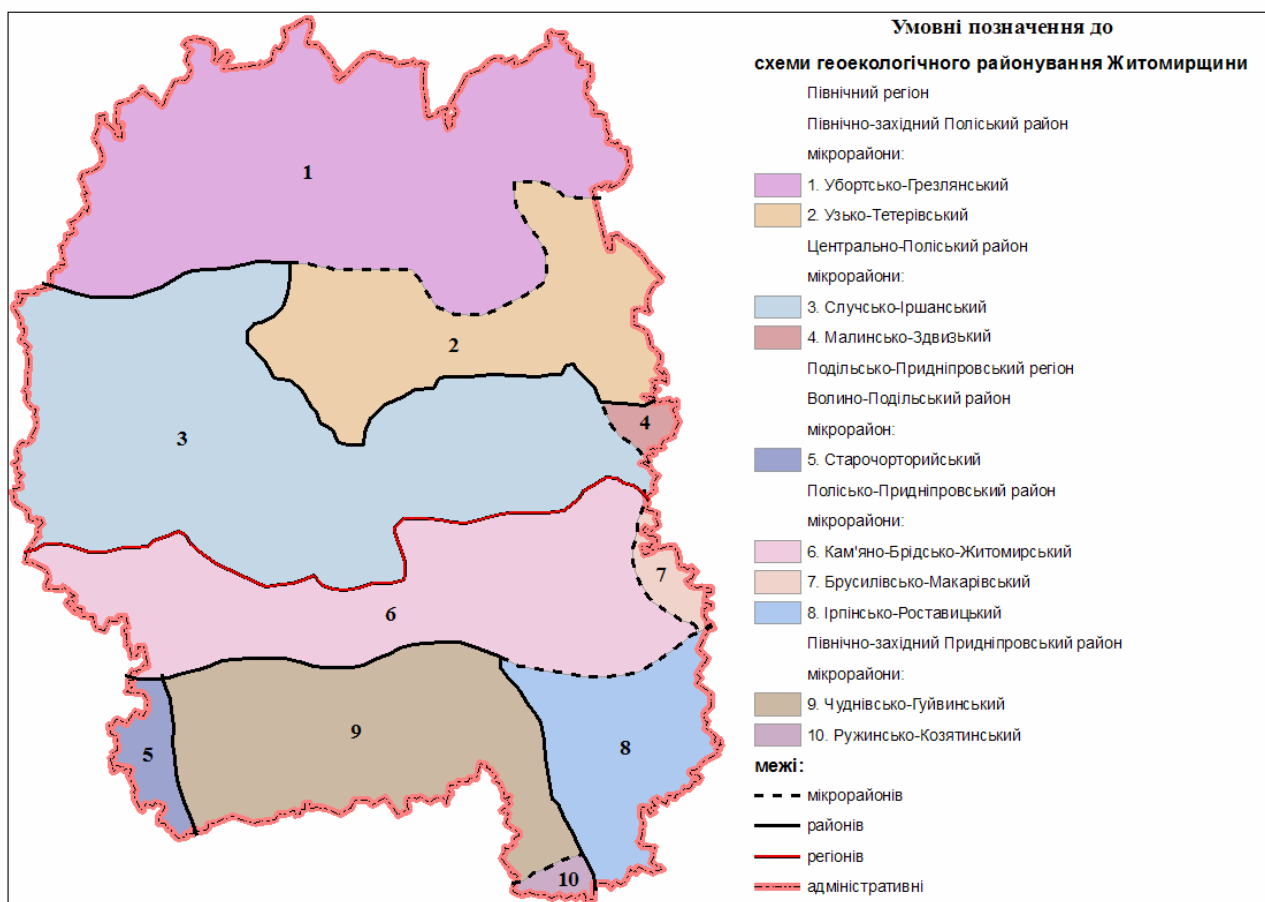 Умовні позначення до
схеми геоекологічного районування Житомирщини
Північний регіон
Північно-західний Поліський район
мікрорайони:
1. Убортсько-Грезлянський
2. Узько-Тетерівський
Центрально-Поліський район
мікрорайони:
3. Случсько-Іршанський
4. Малинсько-Здвизький
Подільсько-Придніпровський регіон
Волино-Подільський район
мікрорайон:
5. Старочорторийський
Полісько-Придніпровський район
мікрорайони:
6. Кам'яно-Брідсько-Житомирський
7. Брусилівсько-Макарівський
8. Ірпінсько-Роставицький
Північно-західний Придніпровський район
мікрорайони:
9. Чуднівсько-Гуйвинський
10. Ружинсько-Козятинський
межі:
мікрорайонів
районів
регіонів
адміністративні
1
2
3
4
5
6
7
8
9
10